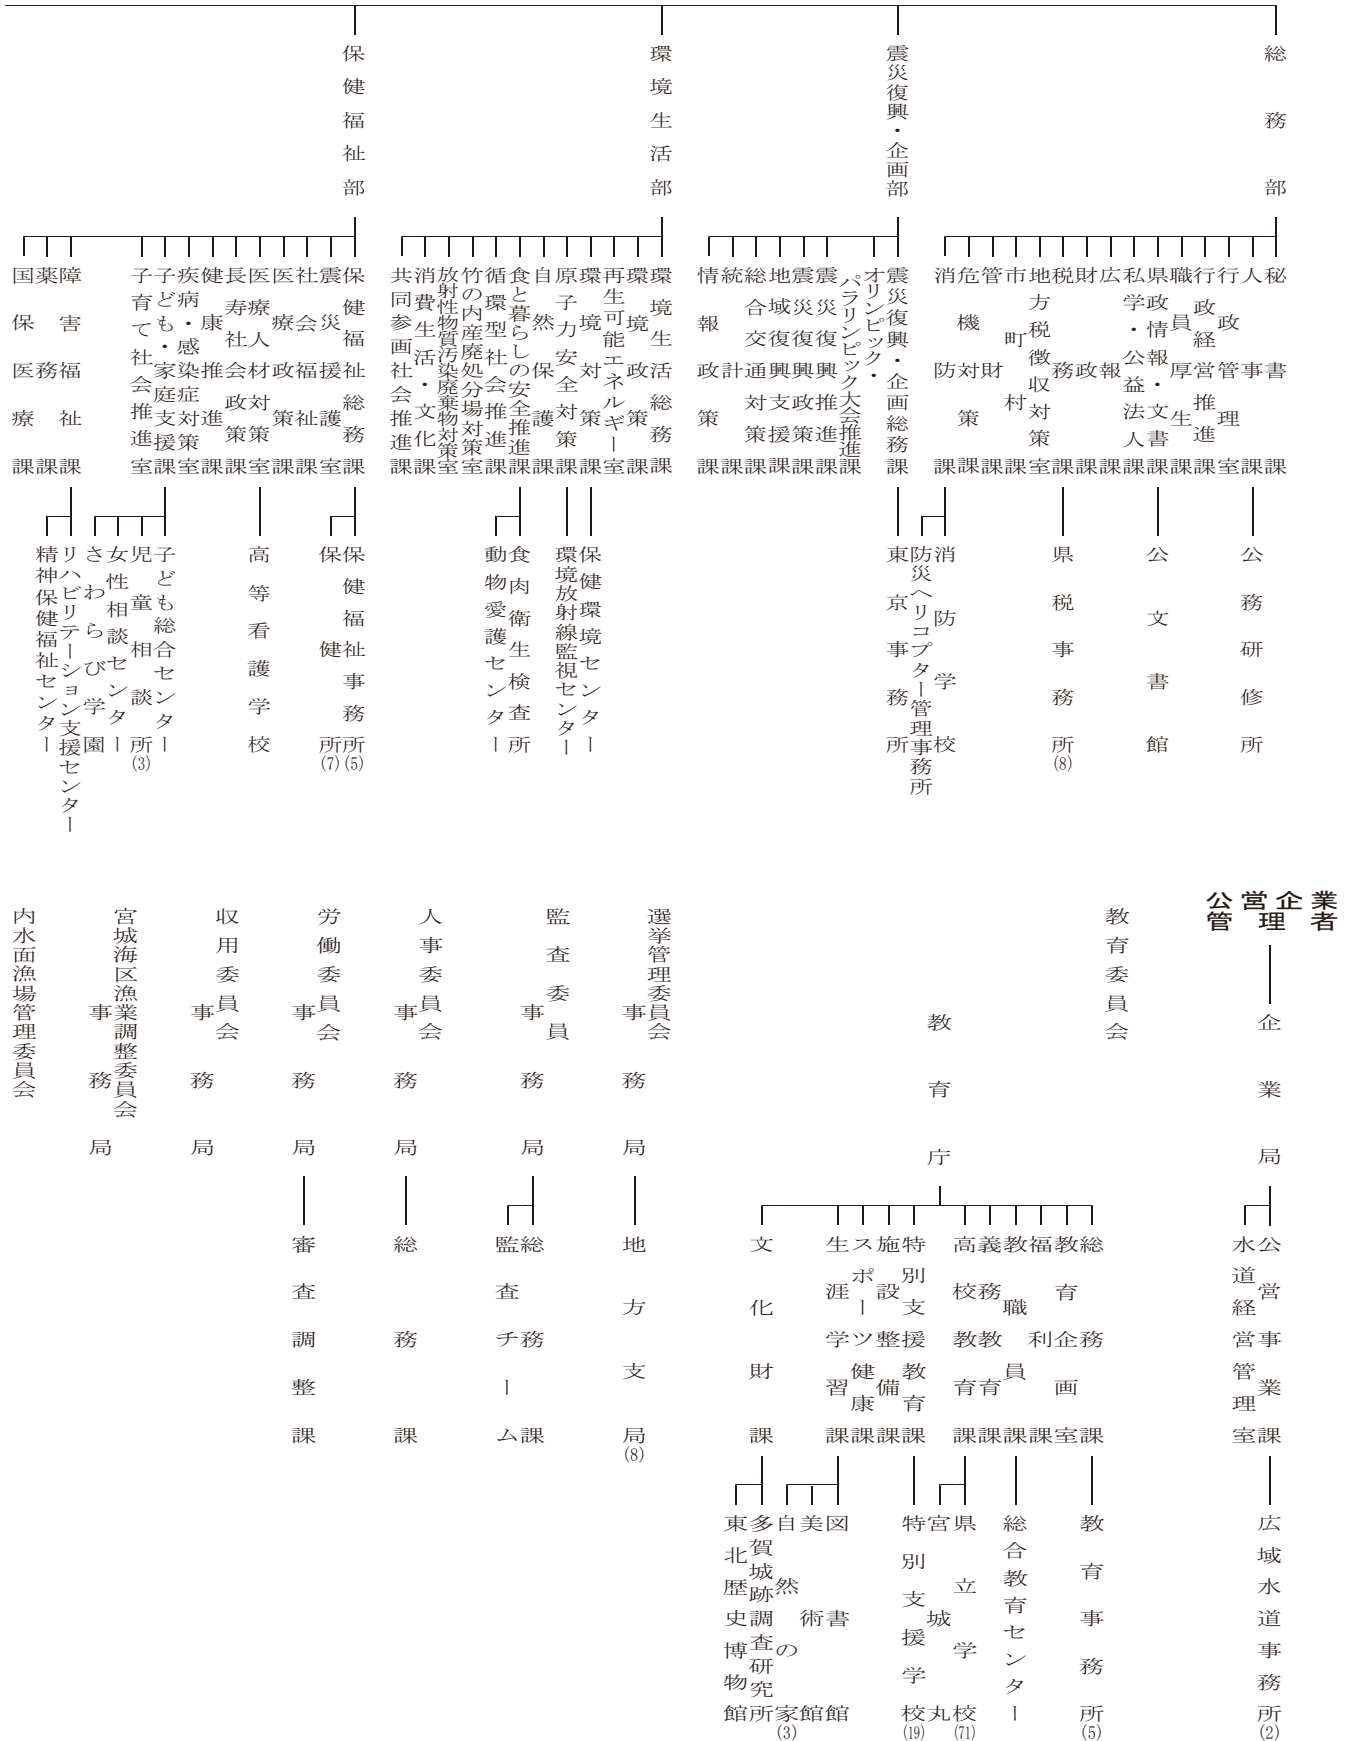 総務部
秘書課
人事課
行政管理室
行政経営推進課
職員厚生課
県政情報・文書課
私学・公益法人課
広報課
財政課
税務課
地方税徴収対策室
市町村課
管財課
危機対策課
消防課
公務研修所
公文書館
県税事務所(8)
消防学校
防災ヘリコプター管理事務所
震災復興・企画部
震災復興・企画総務課
オリンピック・
パラリンピック大会推進課
震災復興推進課
震災復興政策課
地域復興支援課
総合交通対策課
統計課
情報政策課
東京事務所
環境生活部
環境生活総務課
環境政策課
再生可能エネルギー室
環境対策課
原子力安全対策課
自然保護課
食と暮らしの安全推進課
循環型社会推進課
竹の内産廃処分場対策室
放射性物質汚染廃棄物対策室
消費生活・文化課
共同参画社会推進課
保健環境センター
環境放射線監視センター
食肉衛生検査所
動物愛護センター
保健福祉部
保健福祉総務課
震災援護室
社会福祉課
医療政策課
医療人材対策室
長寿社会政策課
健康推進課
疾病・感染症対策室
子ども・家庭支援課
子育て社会推進室
障害福祉課
薬務課
国保医療課
保健福祉事務所(5)
保健所(7)
高等看護学校
子ども総合センター
児童相談所(3)
女性相談センター
さわらび学園
リハビリテーション支援センター
精神保健福祉センター
公営企業
管理者
企業局
公営事業課
水道経営管理室
広域水道事務所(2)
教育委員会
教育庁
総務課
教育企画室
福利課
教職員課
義務教育課
高校教育課
特別支援教育課
施設整備課
スポーツ健康課
生涯学習課
文化財課
教育事務所(5)
総合教育センター
県立学校(71)
宮城丸
特別支援学校(19)
図書館
美術館
自然の家(3)
多賀城跡調査研究所
東北歴史博物館
選挙管理委員会
事務局
地方支局(8)
監査委員
事務局
総務課
監査チーム
人事委員会
事務局
総務課
労働委員会
事務局
審査調整課
収用委員会
事務局
宮城海区漁業調整委員会
事務局
内水面漁場管理委員会